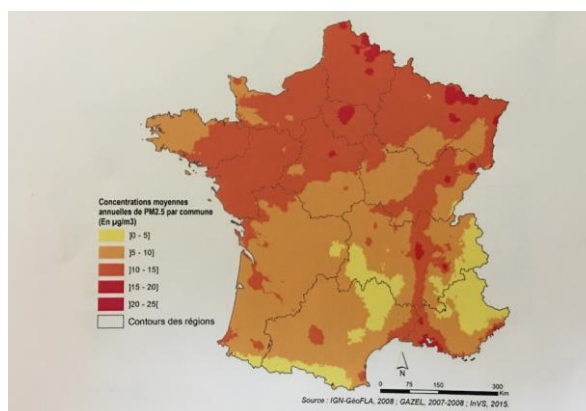 Concentrations moyennes
annuelles de PM2.5 par commune
(En µg/m3)
]0 - 5]
]5 - 10]
]10 - 15]
]15 - 20]
]20 - 25[
Contours des régions
N
0 75 150 300
Km
Source : IGN-GéoFLA, 2008 ; GAZEL, 2007-2008 ; InVS, 2015.